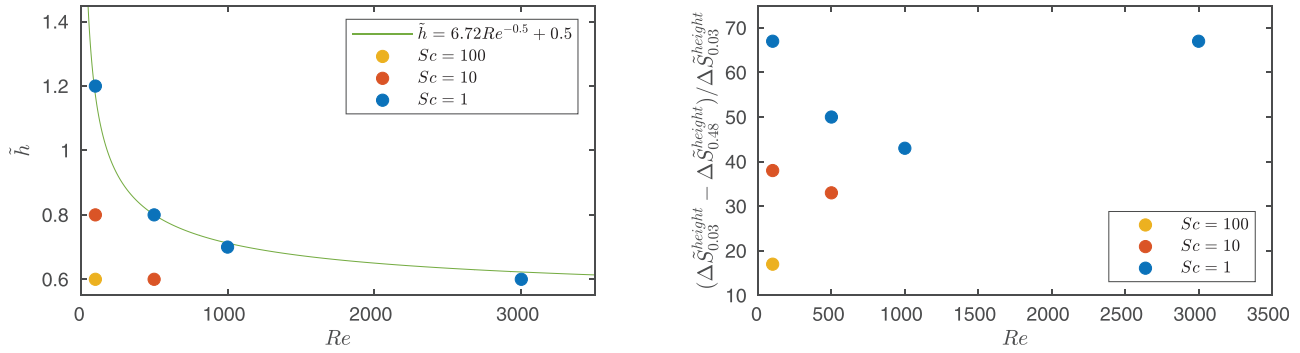 1.4
1.2
1
0.8
0.6
h̃
0
1000
2000
3000
Re
h̃ = 6.72Re^{−0.5} + 0.5
Sc = 100
Sc = 10
Sc = 1
70
60
50
40
30
20
10
(ΔS̃^{height}_{0.03} − ΔS̃^{height}_{0.48})/ΔS̃^{height}_{0.03}
0
500
1000
1500
2000
2500
3000
3500
Re
Sc = 100
Sc = 10
Sc = 1